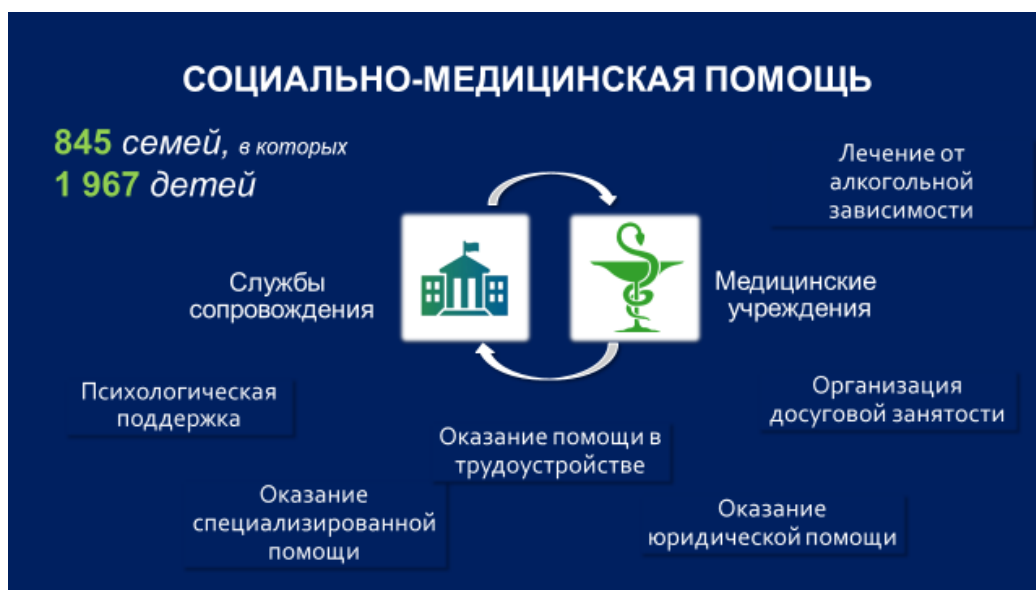 СОЦИАЛЬНО-МЕДИЦИНСКАЯ ПОМОЩЬ
845 семей, в которых
1 967 детей
Лечение от
алкогольной
зависимости
Службы
сопровождения
Медицинские
учреждения
Психологическая
поддержка
Организация
досуговой занятости
Оказание помощи в
трудоустройстве
Оказание
специализированной
помощи
Оказание
юридической помощи